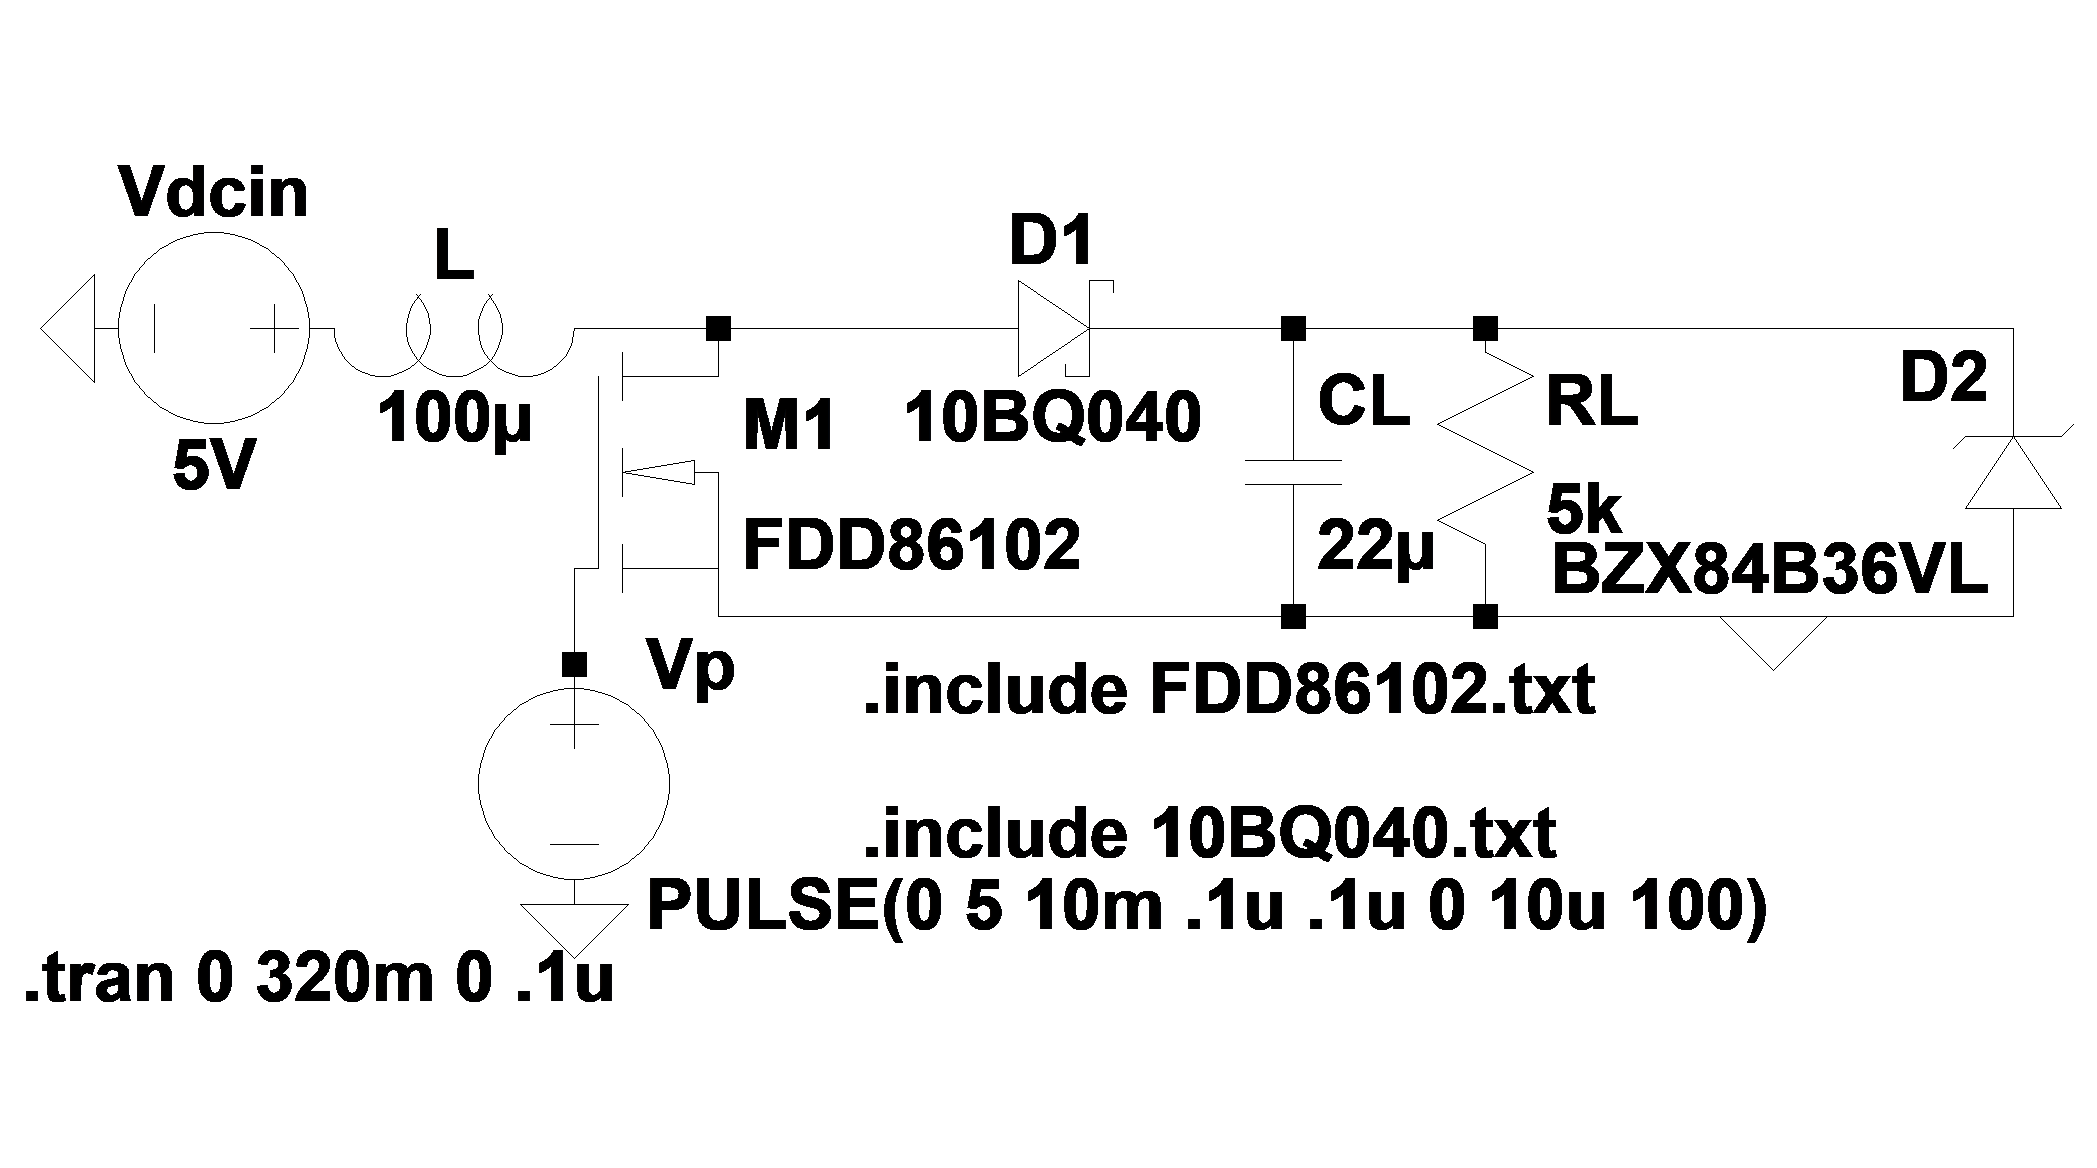 Vdcin
L
D1
D2
100µ
M1
10BQ040
CL
RL
5V
5k
FDD86102
22µ
BZX84B36VL
Vp
.include FDD86102.txt
.include 10BQ040.txt
PULSE(0 5 10m .1u .1u 0 10u 100)
.tran 0 320m 0 .1u